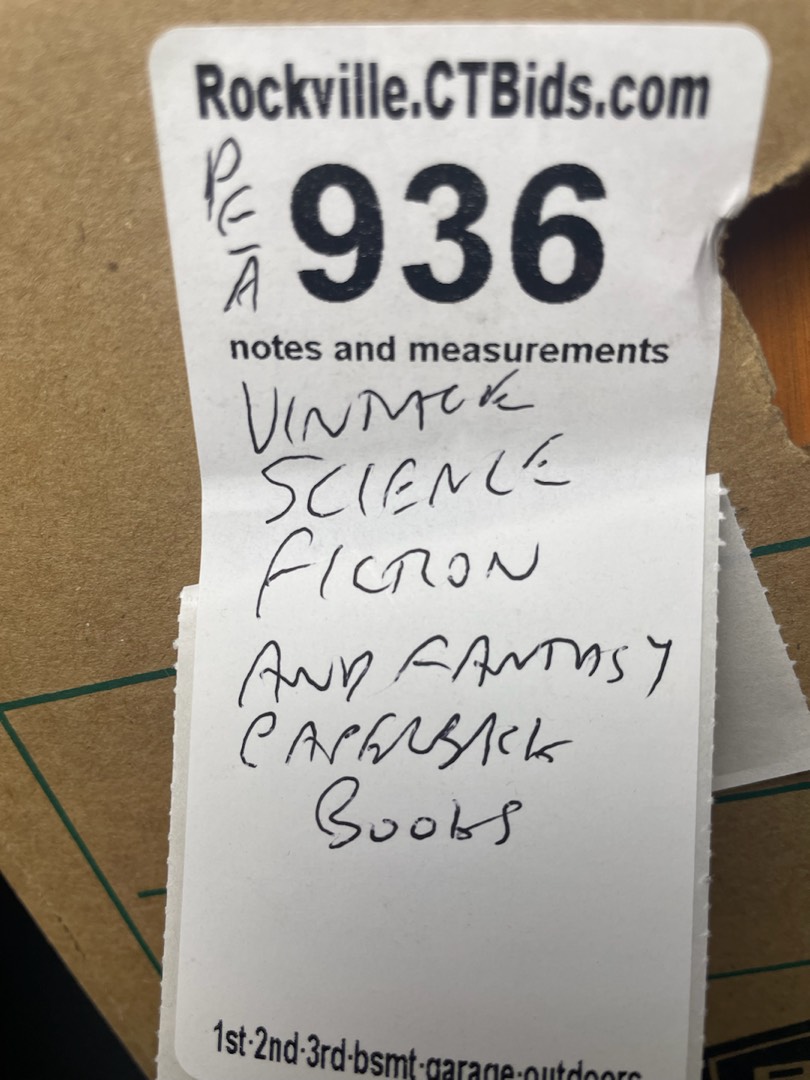 Rockville.CTBids.com
PE-A
936
notes and measurements
VINTAGE
SCIENCE
FICTION
AND FANTASY
PAPERBACK
BOOKS
1st·2nd·3rd·bsmt·garage·outdoors